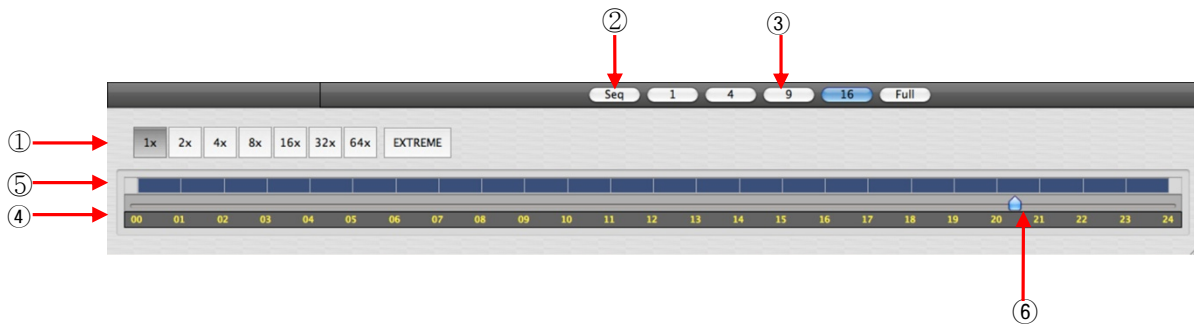 ② ③
Seq 1 4 9 16 Full
① 1x 2x 4x 8x 16x 32x 64x EXTREME
⑤
④ 00 01 02 03 04 05 06 07 08 09 10 11 12 13 14 15 16 17 18 19 20 21 22 23 24
⑥